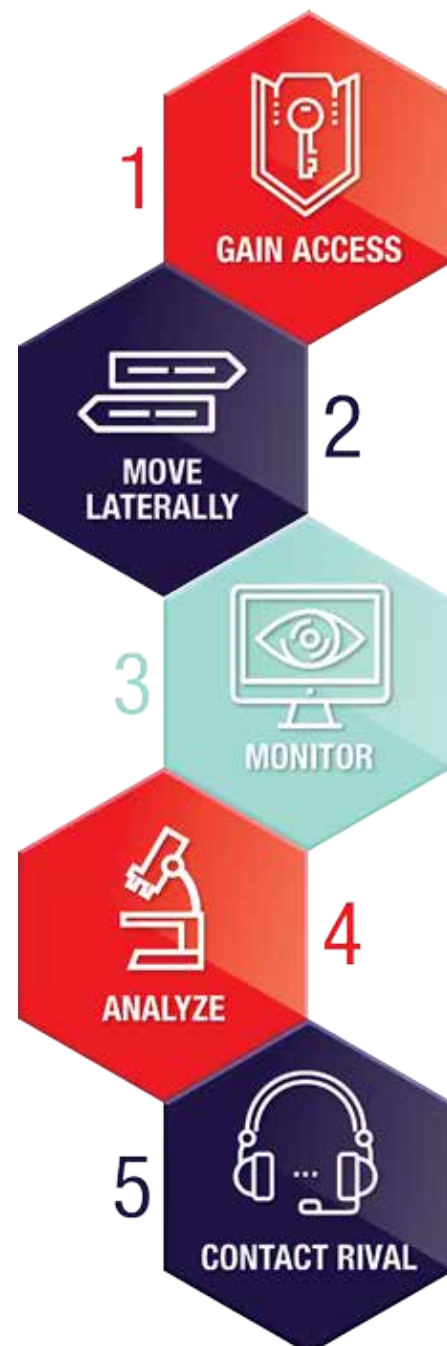 1
GAIN ACCESS
2
MOVE
LATERALLY
3
MONITOR
4
ANALYZE
5
CONTACT RIVAL